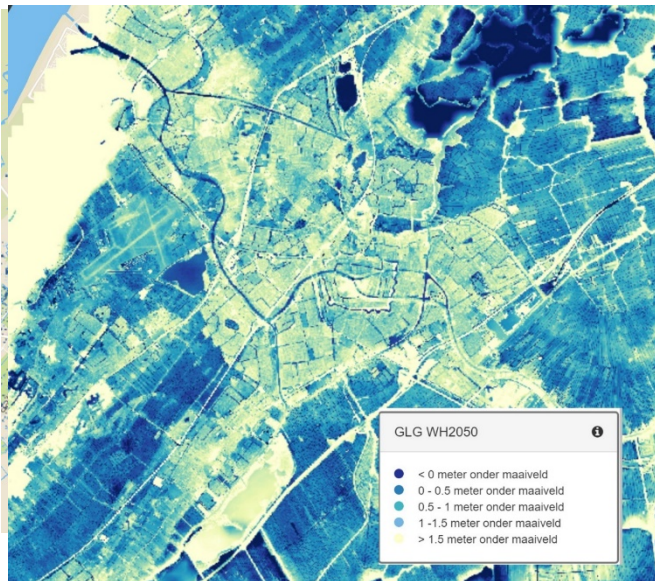 GLG WH2050
< 0 meter onder maaiveld
0 - 0.5 meter onder maaiveld
0.5 - 1 meter onder maaiveld
1 -1.5 meter onder maaiveld
> 1.5 meter onder maaiveld